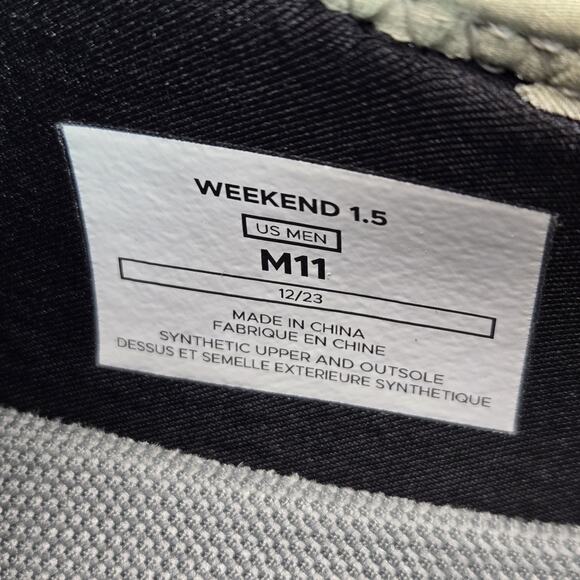 WEEKEND 1.5
US MEN
M11
12/23
MADE IN CHINA
FABRIQUE EN CHINE
SYNTHETIC UPPER AND OUTSOLE
DESSUS ET SEMELLE EXTERIEURE SYNTHETIQUE